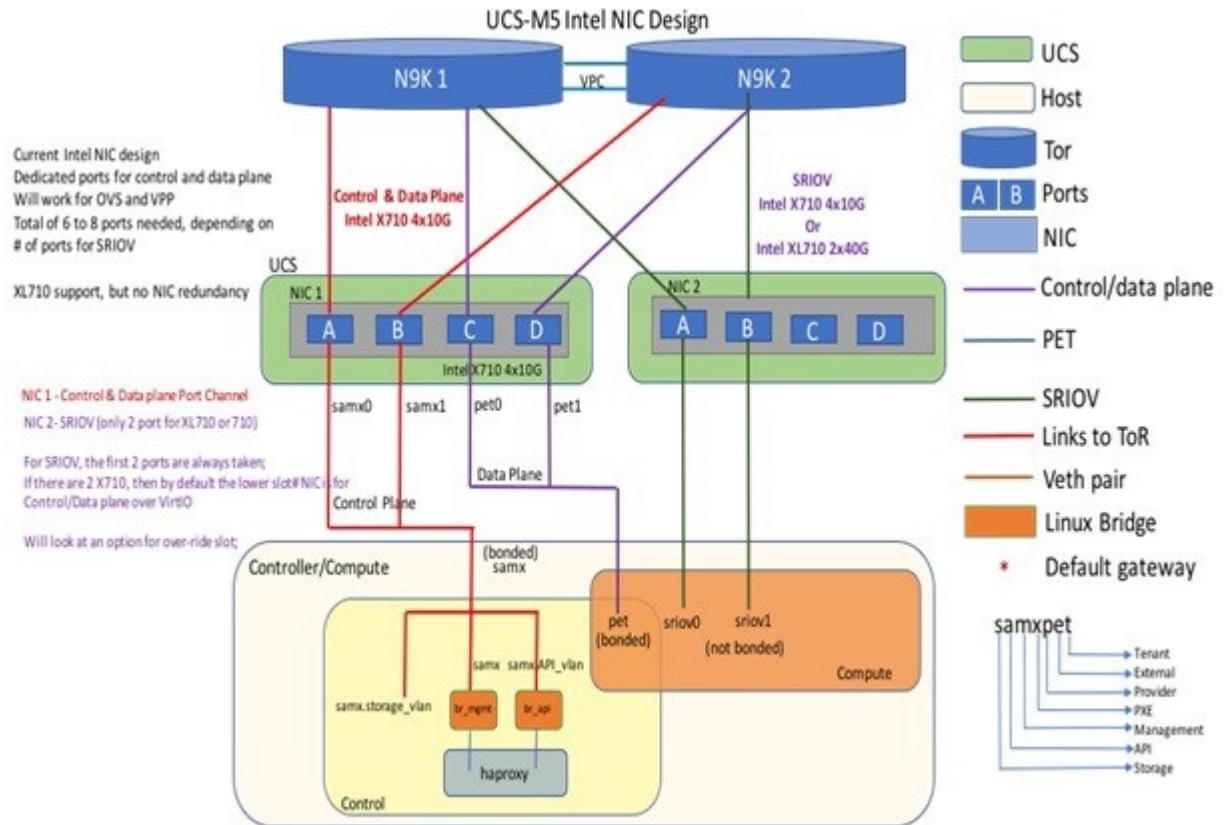 UCS-M5 Intel NIC Design
N9K 1
VPC
N9K 2
UCS
Host
Tor
A B Ports
NIC
Control/data plane
PET
SRIOV
Links to ToR
Veth pair
Linux Bridge
* Default gateway
samxpet
Tenant
External
Provider
PXE
Management
API
Storage
Current Intel NIC design
Dedicated ports for control and data plane
Will work for OVS and VPP
Total of 6 to 8 ports needed, depending on
# of ports for SRIOV
XL710 support, but no NIC redundancy
Control & Data Plane
Intel X710 4x10G
SRIOV
Intel X710 4x10G
Or
Intel XL710 2x40G
UCS
NIC 1
A B C D
Intel X710 4x10G
NIC 2
A B C D
NIC 1 - Control & Data plane Port Channel
NIC 2- SRIOV (only 2 port for XL710 or 710)
For SRIOV, the first 2 ports are always taken;
If there are 2 X710, then by default the lower slot# NIC is for
Control/Data plane over VirtIO
Will look at an option for over-ride slot;
samx0
samx1
pet0
pet1
Data Plane
Control Plane
Controller/Compute
(bonded)
samx
pet
(bonded)
sriov0
sriov1
(not bonded)
Compute
samx
samx.API_vlan
samx.storage_vlan
br_mgmt
br_api
haproxy
Control